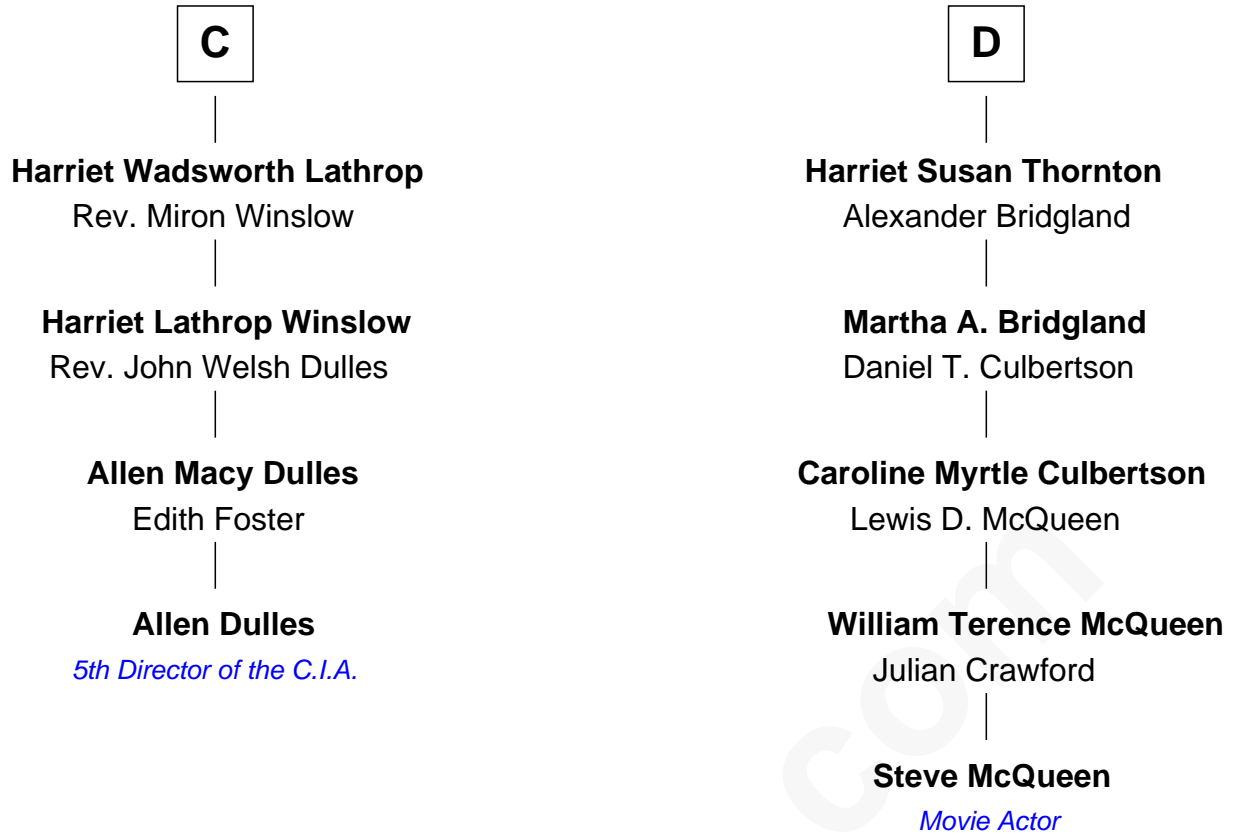 C
Harriet Wadsworth Lathrop
Rev. Miron Winslow
Harriet Lathrop Winslow
Rev. John Welsh Dulles
Allen Macy Dulles
Edith Foster
Allen Dulles
5th Director of the C.I.A.
D
Harriet Susan Thornton
Alexander Bridgland
Martha A. Bridgland
Daniel T. Culbertson
Caroline Myrtle Culbertson
Lewis D. McQueen
William Terence McQueen
Julian Crawford
Steve McQueen
Movie Actor
com